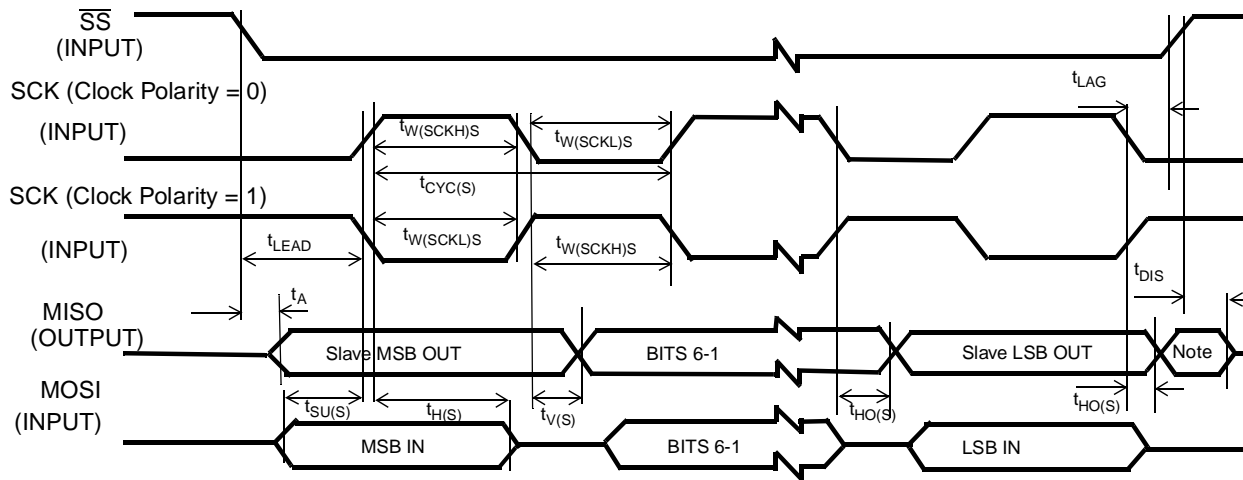 SS
(INPUT)
SCK (Clock Polarity = 0)
(INPUT)
tLAG
tW(SCKH)S
tW(SCKL)S
tCYC(S)
SCK (Clock Polarity = 1)
(INPUT)
tLEAD
tW(SCKL)S
tW(SCKH)S
tDIS
tA
MISO
(OUTPUT)
Slave MSB OUT
BITS 6-1
Slave LSB OUT
Note
MOSI
(INPUT)
tSU(S)
tH(S)
tV(S)
tHO(S)
tHO(S)
MSB IN
BITS 6-1
LSB IN